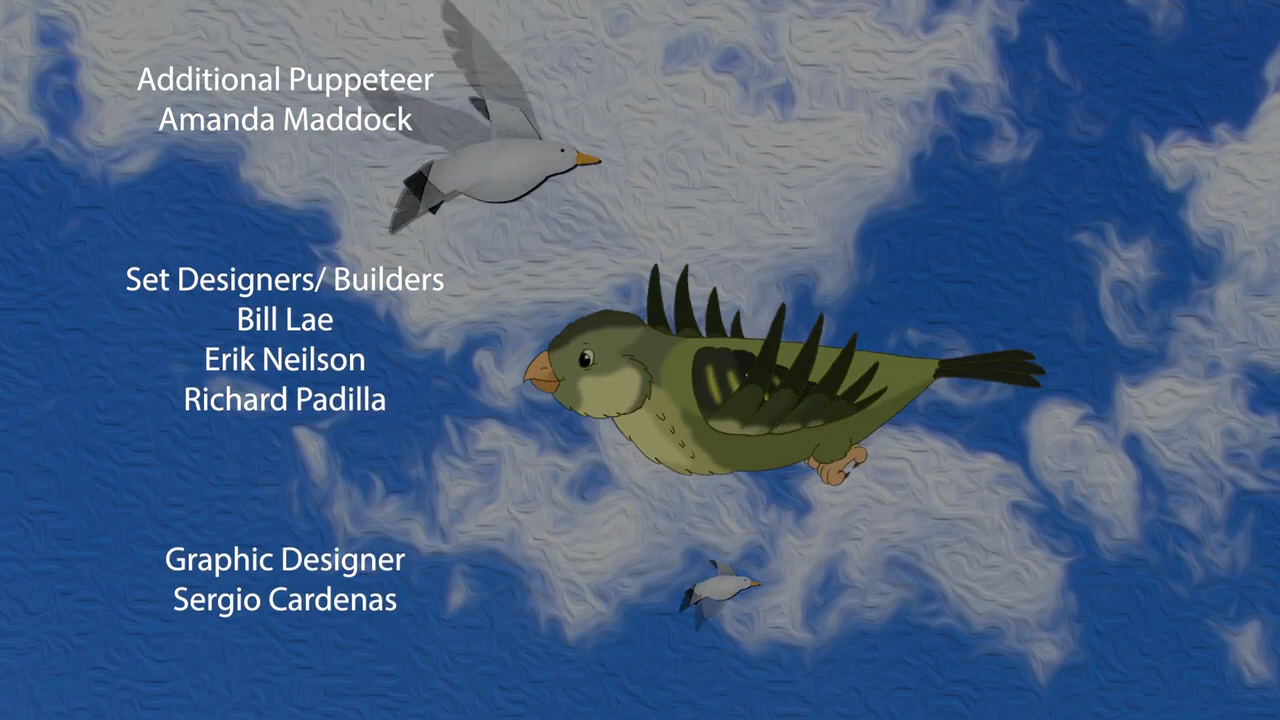 Additional Puppeteer
Amanda Maddock
Set Designers/ Builders
Bill Lae
Erik Neilson
Richard Padilla
Graphic Designer
Sergio Cardenas